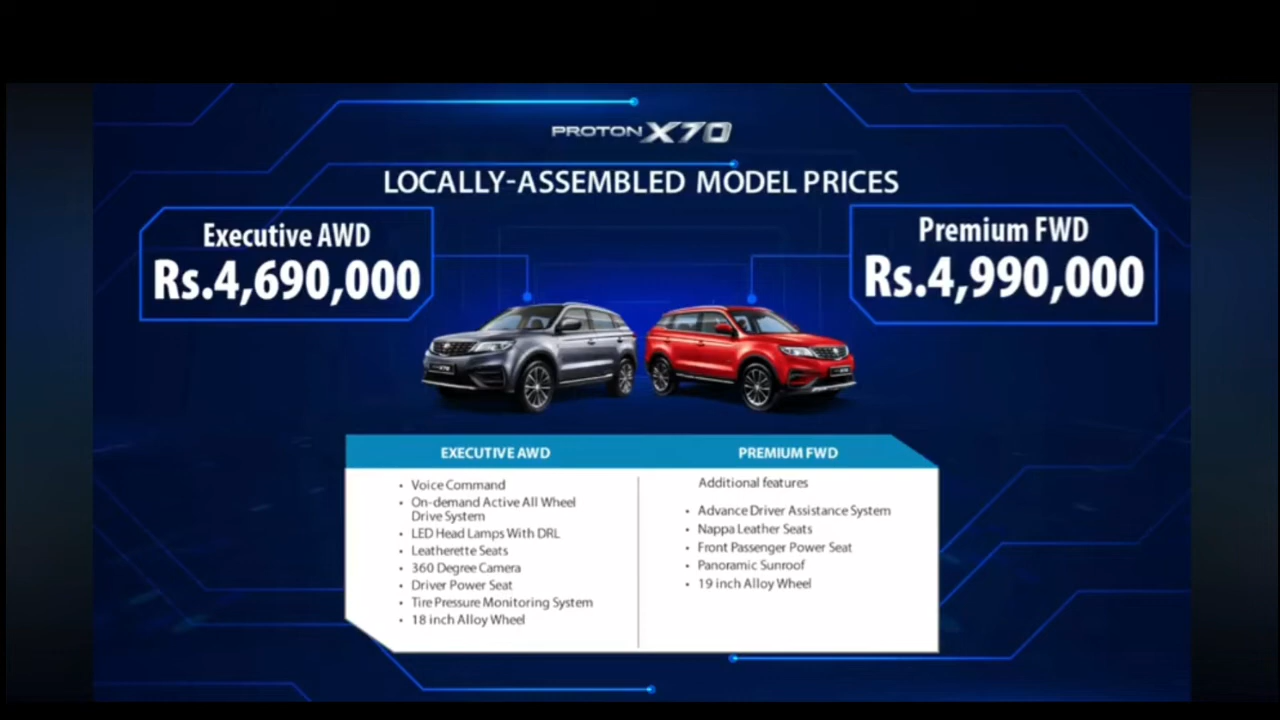 PROTON X70
LOCALLY-ASSEMBLED MODEL PRICES
Executive AWD
Rs.4,690,000
Premium FWD
Rs.4,990,000
EXECUTIVE AWD
• Voice Command
• On-demand Active All Wheel
Drive System
• LED Head Lamps With DRL
• Leatherette Seats
• 360 Degree Camera
• Driver Power Seat
• Tire Pressure Monitoring System
• 18 inch Alloy Wheel
PREMIUM FWD
Additional features
• Advance Driver Assistance System
• Nappa Leather Seats
• Front Passenger Power Seat
• Panoramic Sunroof
• 19 inch Alloy Wheel